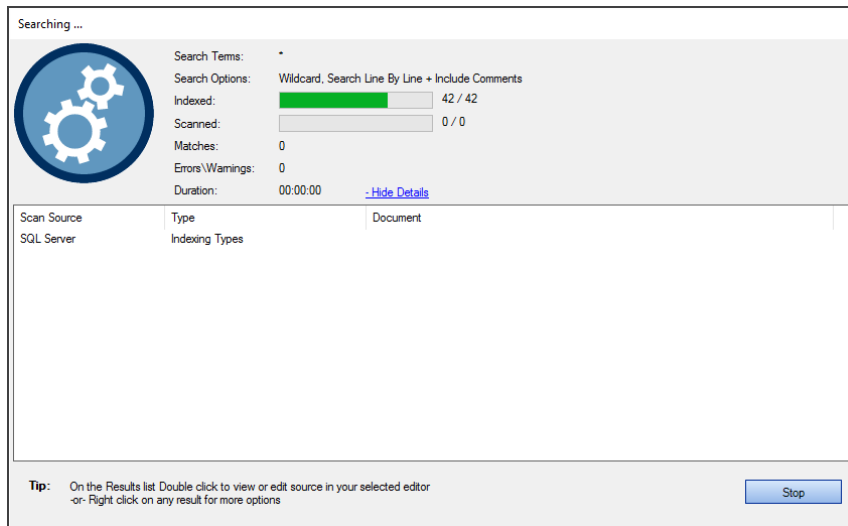 Searching ...
Search Terms: *
Search Options: Wildcard, Search Line By Line + Include Comments
Indexed: 42 / 42
Scanned: 0 / 0
Matches: 0
Errors\Warnings: 0
Duration: 00:00:00 - Hide Details
Scan Source Type Document
SQL Server Indexing Types
Tip: On the Results list Double click to view or edit source in your selected editor
-or- Right click on any result for more options
Stop